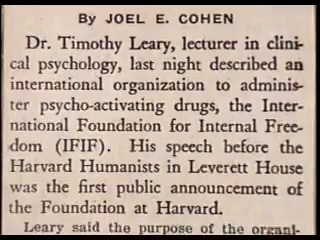 By JOEL E. COHEN
Dr. Timothy Leary, lecturer in clini-
cal psychology, last night described an
international organization to adminis-
ter psycho-activating drugs, the Inter-
national Foundation for Internal Free-
dom (IFIF). His speech before the
Harvard Humanists in Leverett House
was the first public announcement of
the Foundation at Harvard.
Leary said the purpose of the organi-